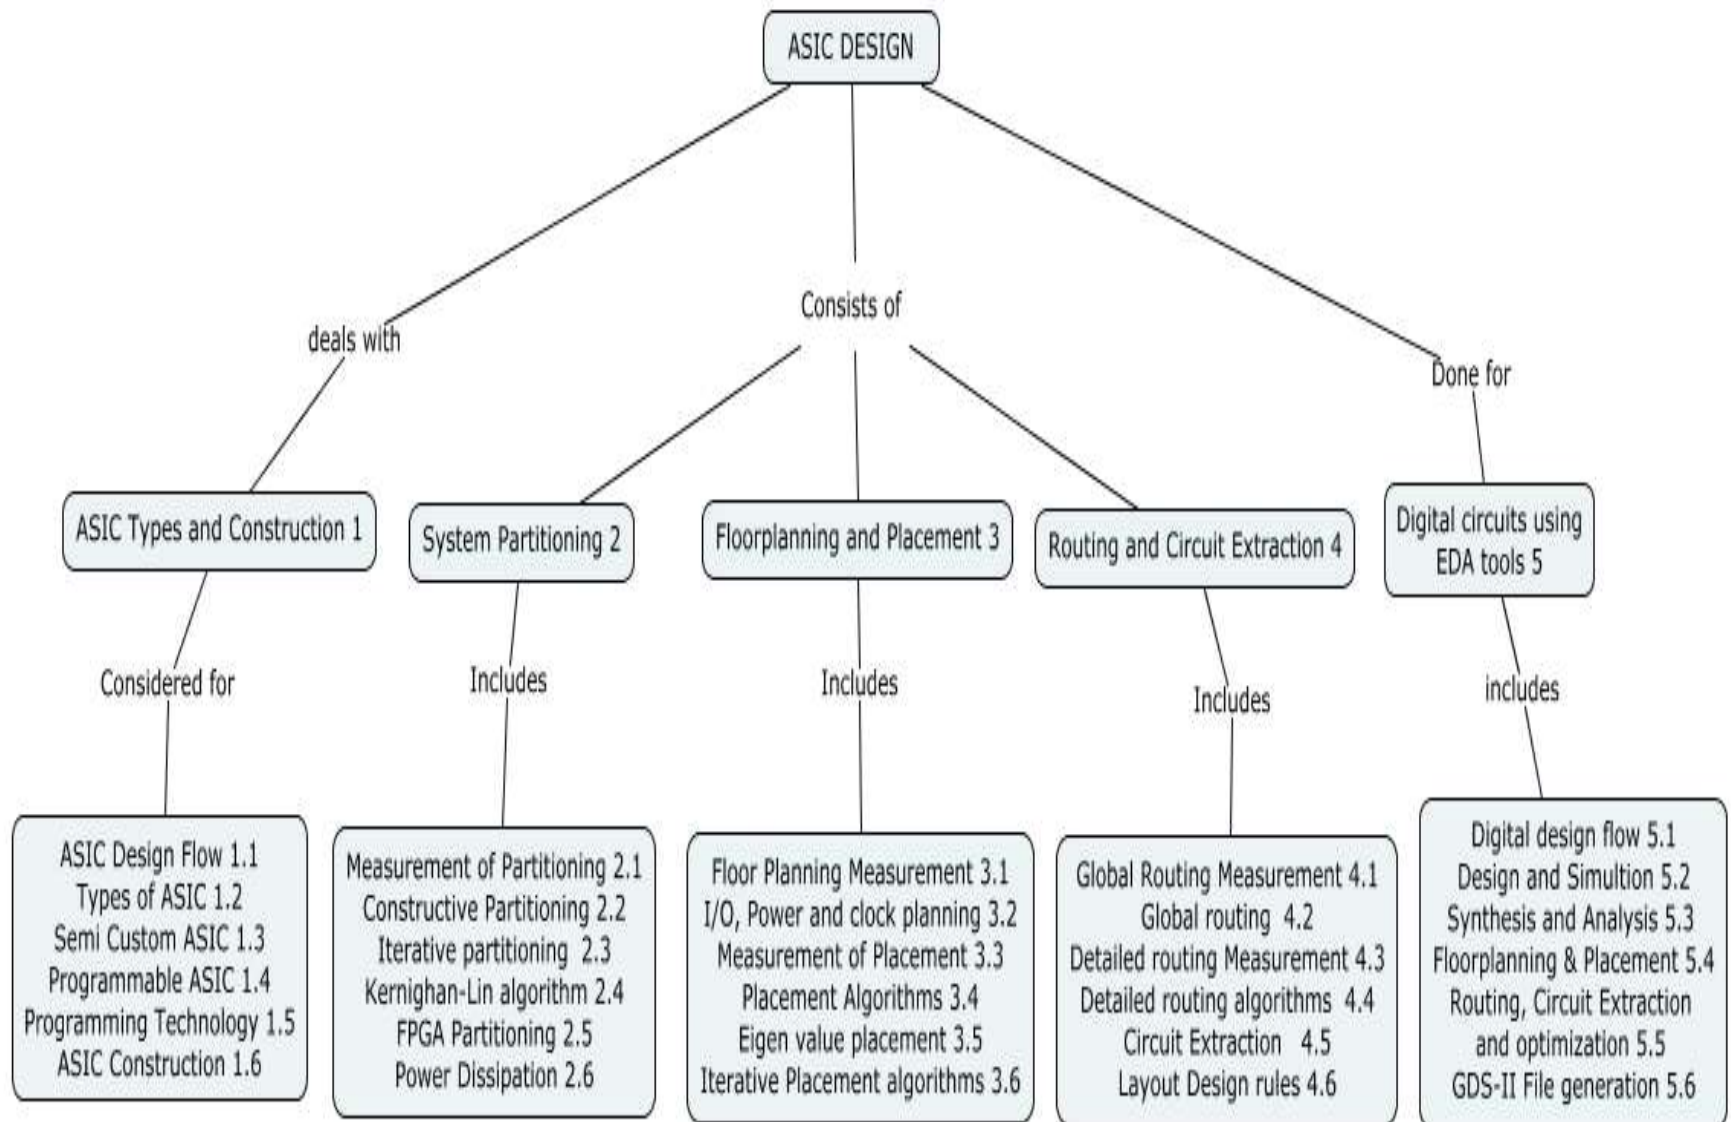 ASIC DESIGN
deals with
Consists of
Done for
ASIC Types and Construction 1
System Partitioning 2
Floorplanning and Placement 3
Routing and Circuit Extraction 4
Digital circuits using
EDA tools 5
Considered for
Includes
Includes
Includes
includes
ASIC Design Flow 1.1
Types of ASIC 1.2
Semi Custom ASIC 1.3
Programmable ASIC 1.4
Programming Technology 1.5
ASIC Construction 1.6
Measurement of Partitioning 2.1
Constructive Partitioning 2.2
Iterative partitioning 2.3
Kernighan-Lin algorithm 2.4
FPGA Partitioning 2.5
Power Dissipation 2.6
Floor Planning Measurement 3.1
I/O, Power and clock planning 3.2
Measurement of Placement 3.3
Placement Algorithms 3.4
Eigen value placement 3.5
Iterative Placement algorithms 3.6
Global Routing Measurement 4.1
Global routing 4.2
Detailed routing Measurement 4.3
Detailed routing algorithms 4.4
Circuit Extraction 4.5
Layout Design rules 4.6
Digital design flow 5.1
Design and Simultion 5.2
Synthesis and Analysis 5.3
Floorplanning & Placement 5.4
Routing, Circuit Extraction
and optimization 5.5
GDS-II File generation 5.6